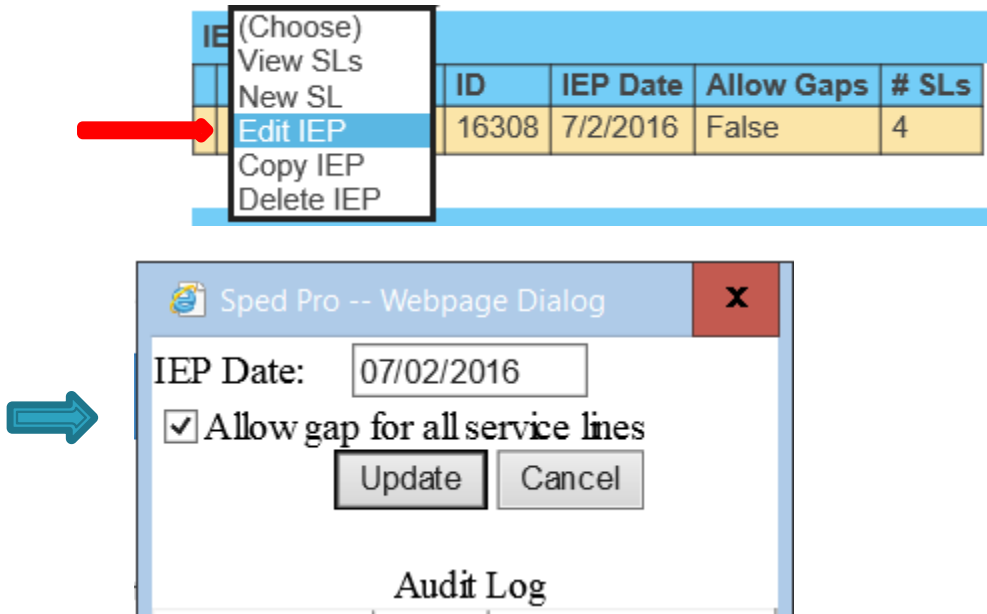 IE
(Choose)
View SLs
New SL
Edit IEP
Copy IEP
Delete IEP
ID IEP Date Allow Gaps # SLs
16308 7/2/2016 False 4
Sped Pro -- Webpage Dialog x
IEP Date: 07/02/2016
Allow gap for all service lines
Update Cancel
Audit Log